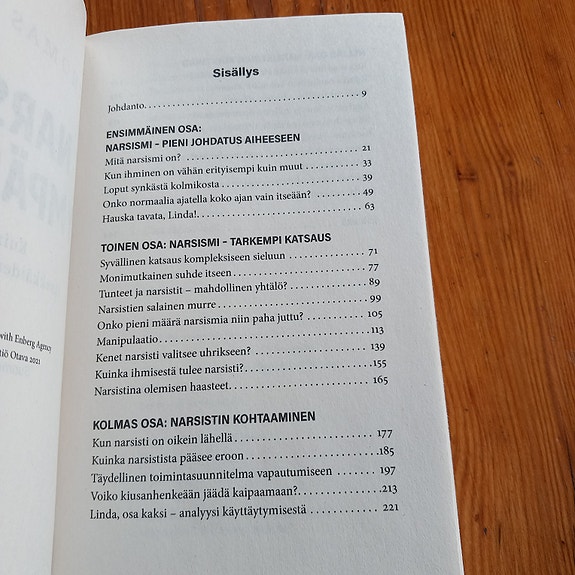 with Enberg Agency
tiö Otava 2021
Sisällys
Johdanto. 9
ENSIMMÄINEN OSA:
NARSISMI – PIENI JOHDATUS AIHEESEEN
Mitä narsismi on? 21
Kun ihminen on vähän erityisempi kuin muut 33
Loput synkästä kolmikosta 39
Onko normaalia ajatella koko ajan vain itseään? 49
Hauska tavata, Linda!. 63
TOINEN OSA: NARSISMI – TARKEMPI KATSAUS
Syvällinen katsaus kompleksiseen sieluun 71
Monimutkainen suhde itseen 77
Tunteet ja narsistit – mahdollinen yhtälö? 89
Narsistien salainen murre 99
Onko pieni määrä narsismia niin paha juttu? 105
Manipulaatio 113
Kenet narsisti valitsee uhrikseen? 139
Kuinka ihmisestä tulee narsisti? 155
Narsistina olemisen haasteet. 165
KOLMAS OSA: NARSISTIN KOHTAAMINEN
Kun narsisti on oikein lähellä 177
Kuinka narsistista pääsee eroon 185
Täydellinen toimintasuunnitelma vapautumiseen 197
Voiko kiusanhenkeään jäädä kaipaamaan?. 213
Linda, osa kaksi – analyysi käyttäytymisestä 221